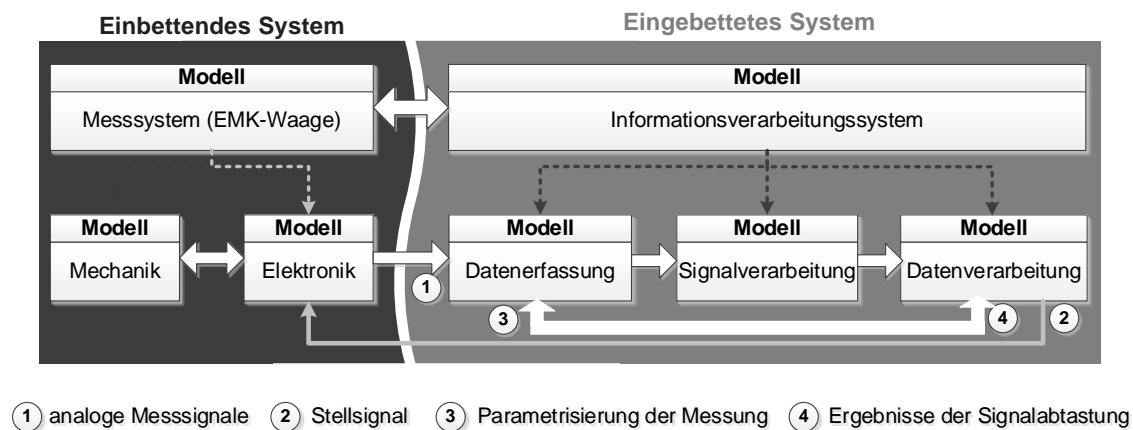 Einbettendes System
Eingebettetes System
Modell
Messsystem (EMK-Waage)
Modell
Informationsverarbeitungssystem
Modell
Mechanik
Modell
Elektronik
Modell
Datenerfassung
Modell
Signalverarbeitung
Modell
Datenverarbeitung
1
3
4
2
1 analoge Messsignale
2 Stellsignal
3 Parametrisierung der Messung
4 Ergebnisse der Signalabtastung